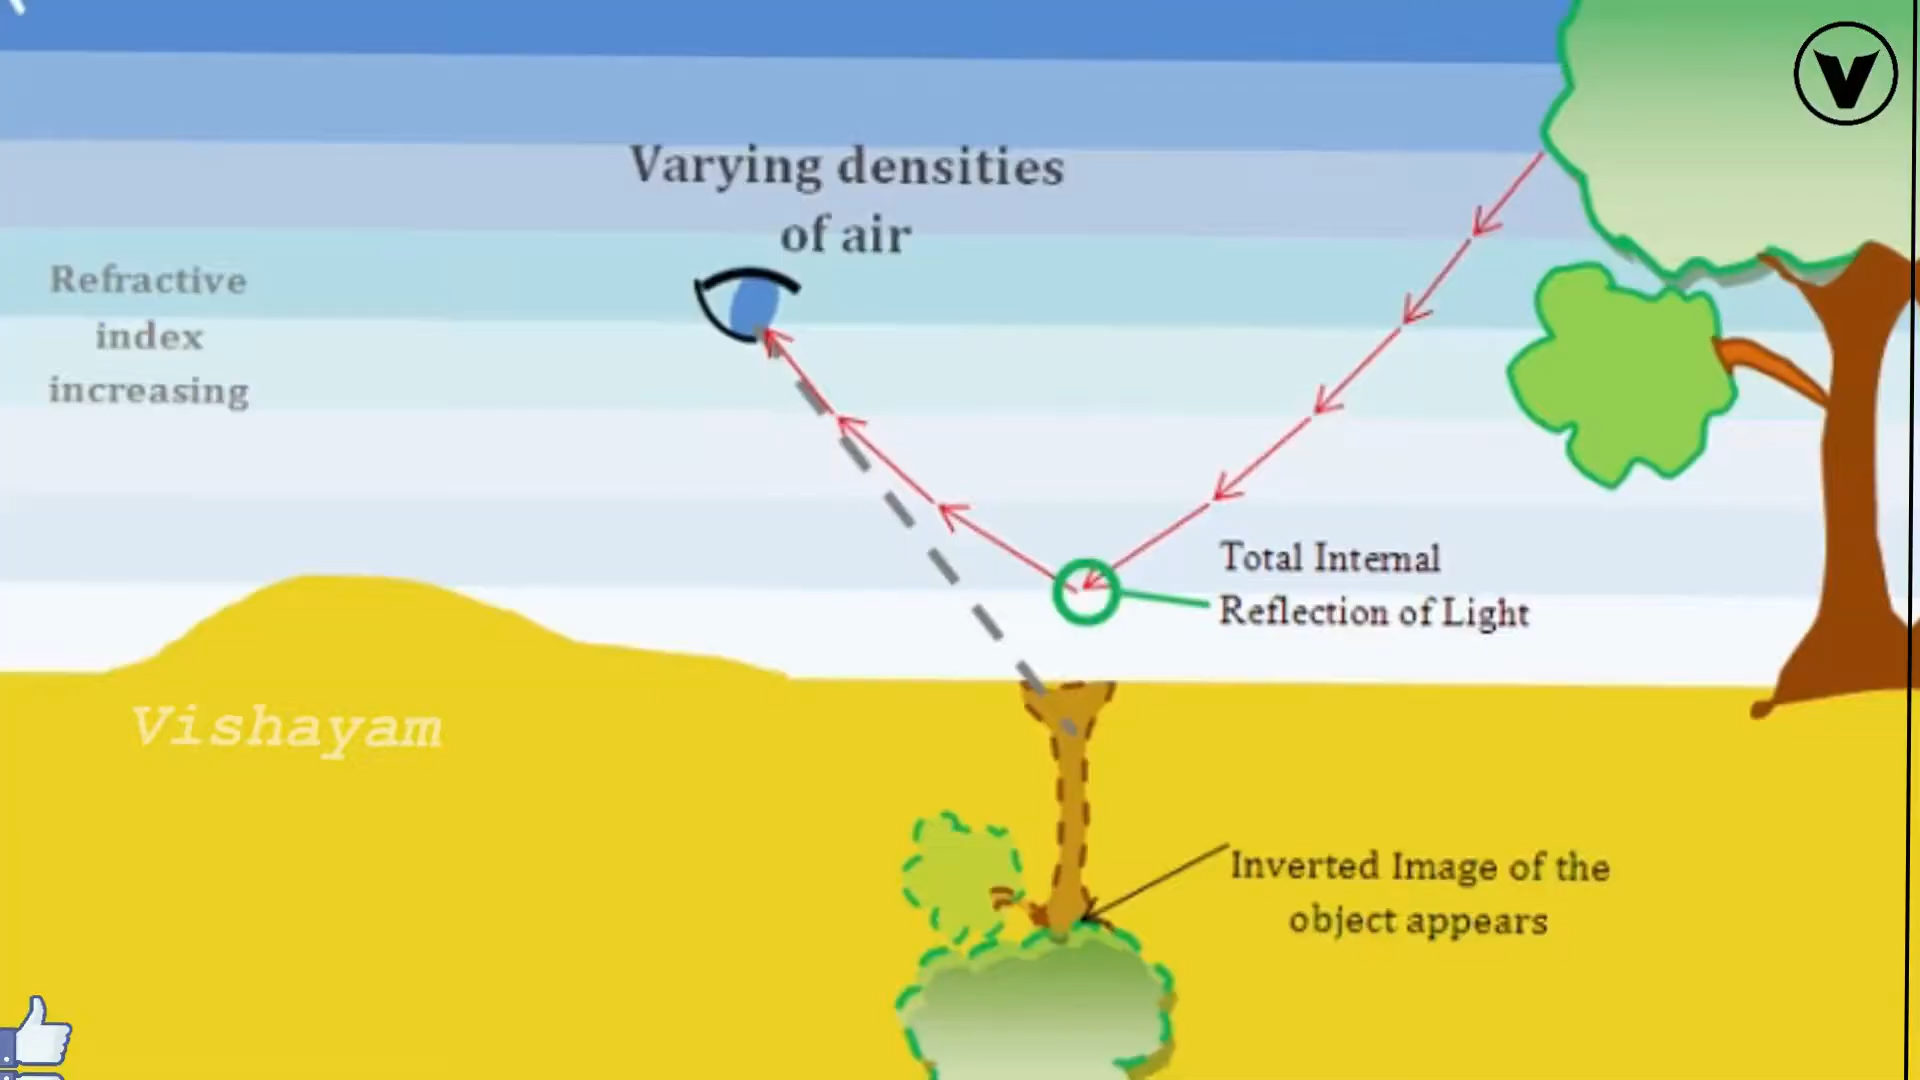 V
Varying densities
of air
Refractive
index
increasing
Total Internal
Reflection of Light
Vishayam
Inverted Image of the
object appears